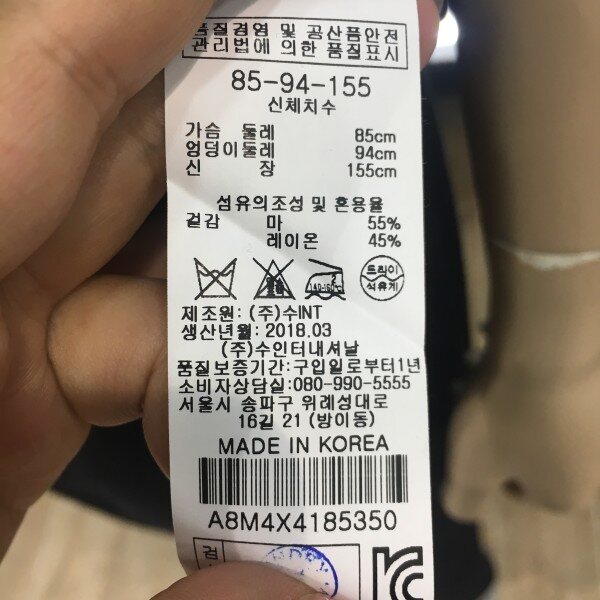 품질경영 및 공산품안전
관리법에 의한 품질표시
85-94-155
신체치수
가슴 둘레 85cm
엉덩이둘레 94cm
신 장 155cm
섬유의조성 및 혼용율
겉감 마 55%
레이온 45%
2
140-160℃
드라이
석유계
제조원: (주)수INT
생산년월: 2018.03
(주)수인터내셔날
품질보증기간:구입일로부터1년
소비자상담실:080-990-5555
서울시 송파구 위례성대로
16길 21 (방이동)
MADE IN KOREA
A8M4X4185350
검